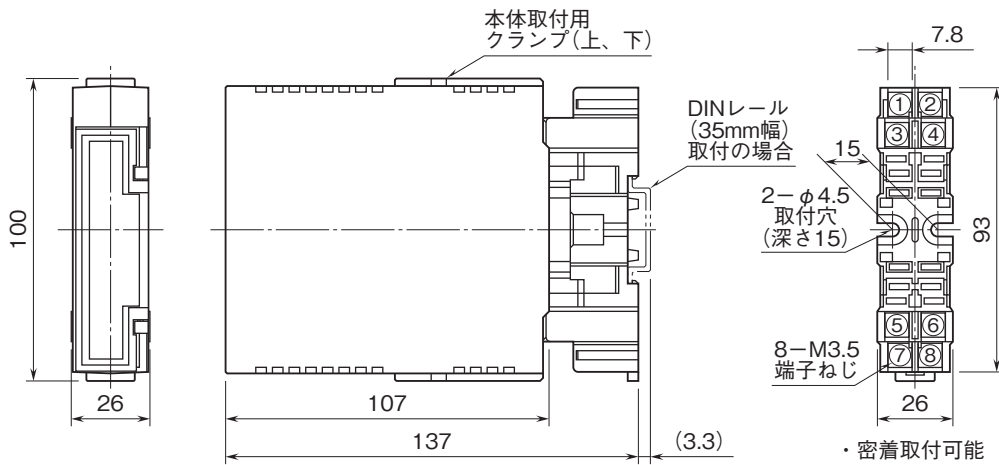 本体取付用
クランプ(上、下)
7.8
DINレール
(35mm幅)
取付の場合
① ②
③ ④
15
2−φ4.5
取付穴
(深さ15)
100
93
⑤ ⑥
⑦ ⑧
8−M3.5
端子ねじ
26
107
137
(3.3)
26
・密着取付可能